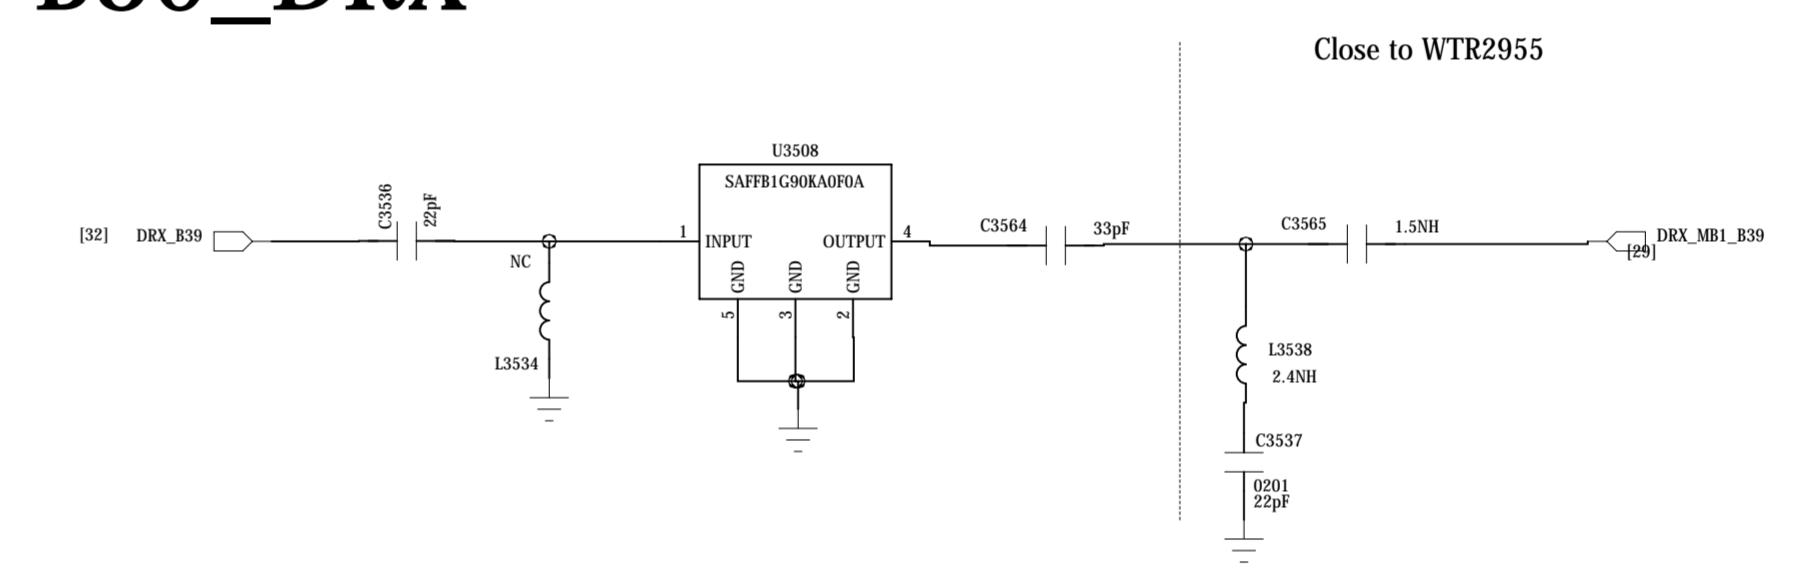 Close to WTR2955
U3508
SAFFB1G90KA0F0A
C3536
22pF
[32]
DRX_B39
1
INPUT
OUTPUT
4
C3564
33pF
C3565
1.5NH
DRX_MB1_B39
[29]
NC
GND
GND
GND
5
3
2
L3534
L3538
2.4NH
C3537
0201
22pF